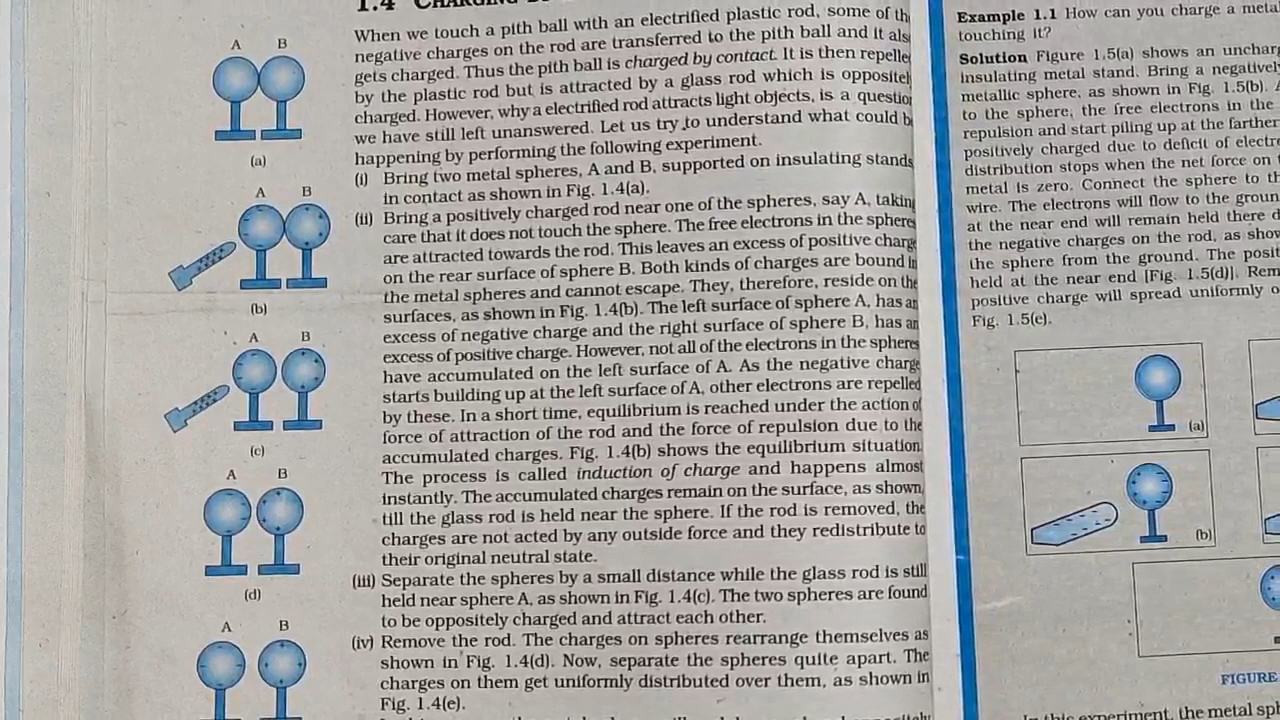 1.4
When we touch a pith ball with an electrified plastic rod, some of
negative charges on the rod are transferred to the pith ball and it
gets charged. Thus the pith ball is charged by contact. It is then
by the plastic rod but is attracted by a glass rod which is
charged. However, why a electrified rod attracts light objects, is a
we have still left unanswered. Let us try to understand what could
happening by performing the following experiment.
(i) Bring two metal spheres, A and B, supported on insulating stands
in contact as shown in Fig. 1.4(a).
(ii) Bring a positively charged rod near one of the spheres, say A, taking
care that it does not touch the sphere. The free electrons in the spheres
are attracted towards the rod. This leaves an excess of positive charge
on the rear surface of sphere B. Both kinds of charges are bound in
the metal spheres and cannot escape. They, therefore, reside on the
surfaces, as shown in Fig. 1.4(b). The left surface of sphere A, has an
excess of negative charge and the right surface of sphere B, has an
excess of positive charge. However, not all of the electrons in the spheres
have accumulated on the left surface of A. As the negative charge
starts building up at the left surface of A, other electrons are repelled
by these. In a short time, equilibrium is reached under the action of
force of attraction of the rod and the force of repulsion due to the
accumulated charges. Fig. 1.4(b) shows the equilibrium situation.
The process is called induction of charge and happens almost
instantly. The accumulated charges remain on the surface, as shown,
till the glass rod is held near the sphere. If the rod is removed, the
charges are not acted by any outside force and they redistribute to
their original neutral state.
(iii) Separate the spheres by a small distance while the glass rod is still
held near sphere A, as shown in Fig. 1.4(c). The two spheres are found
to be oppositely charged and attract each other.
(iv) Remove the rod. The charges on spheres rearrange themselves as
shown in Fig. 1.4(d). Now, separate the spheres quite apart. The
charges on them get uniformly distributed over them, as shown in
Fig. 1.4(e).
A B
(a)
A B
(b)
A B
(c)
A B
(d)
A B
Example 1.1 How can you charge a
touching it?
Solution Figure 1.5(a) shows an
insulating metal stand. Bring a
metallic sphere, as shown in Fig. 1.5(b).
to the sphere, the free electrons in the
repulsion and start piling up at the farther
positively charged due to deficit of
distribution stops when the net force on
metal is zero. Connect the sphere to
wire. The electrons will flow to the
at the near end will remain held there
the negative charges on the rod, as
the sphere from the ground. The
held at the near end [Fig. 1.5(d)].
positive charge will spread uniformly
Fig. 1.5(e).
(a)
(b)
FIGURE
experiment, the metal